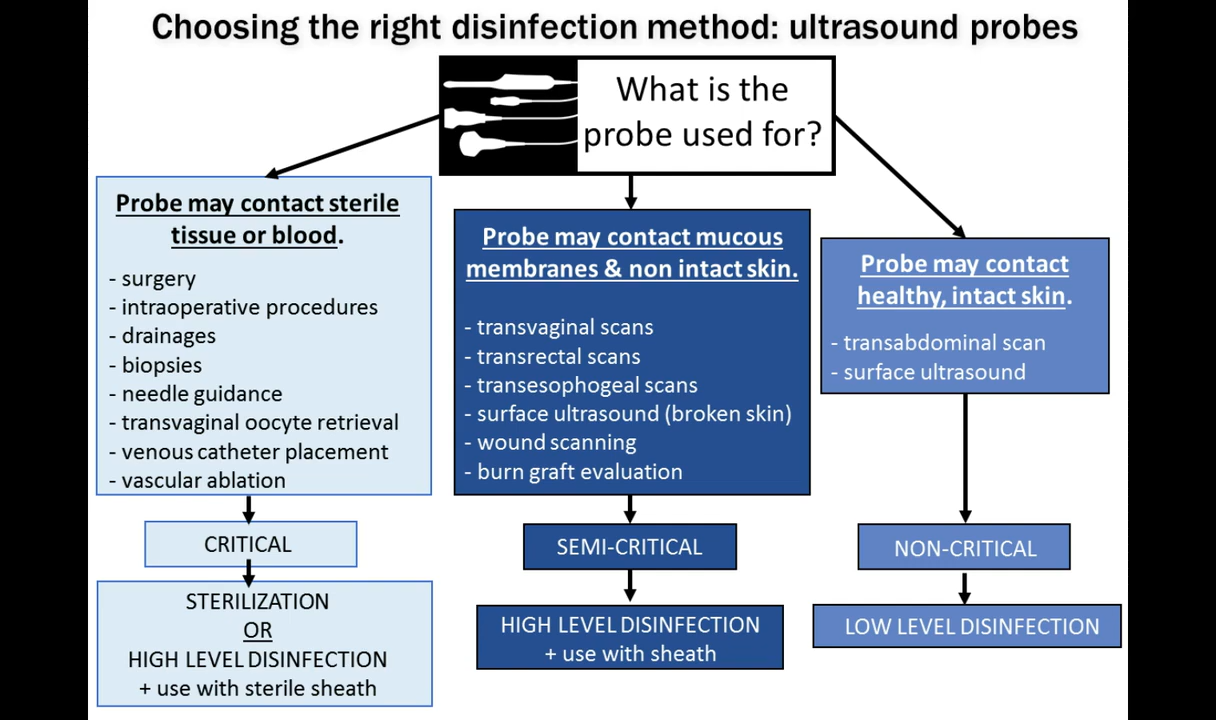 Choosing the right disinfection method: ultrasound probes
What is the
probe used for?
Probe may contact sterile
tissue or blood.
- surgery
- intraoperative procedures
- drainages
- biopsies
- needle guidance
- transvaginal oocyte retrieval
- venous catheter placement
- vascular ablation
CRITICAL
STERILIZATION
OR
HIGH LEVEL DISINFECTION
+ use with sterile sheath
Probe may contact mucous
membranes & non intact skin.
- transvaginal scans
- transrectal scans
- transesophogeal scans
- surface ultrasound (broken skin)
- wound scanning
- burn graft evaluation
SEMI-CRITICAL
HIGH LEVEL DISINFECTION
+ use with sheath
Probe may contact
healthy, intact skin.
- transabdominal scan
- surface ultrasound
NON-CRITICAL
LOW LEVEL DISINFECTION